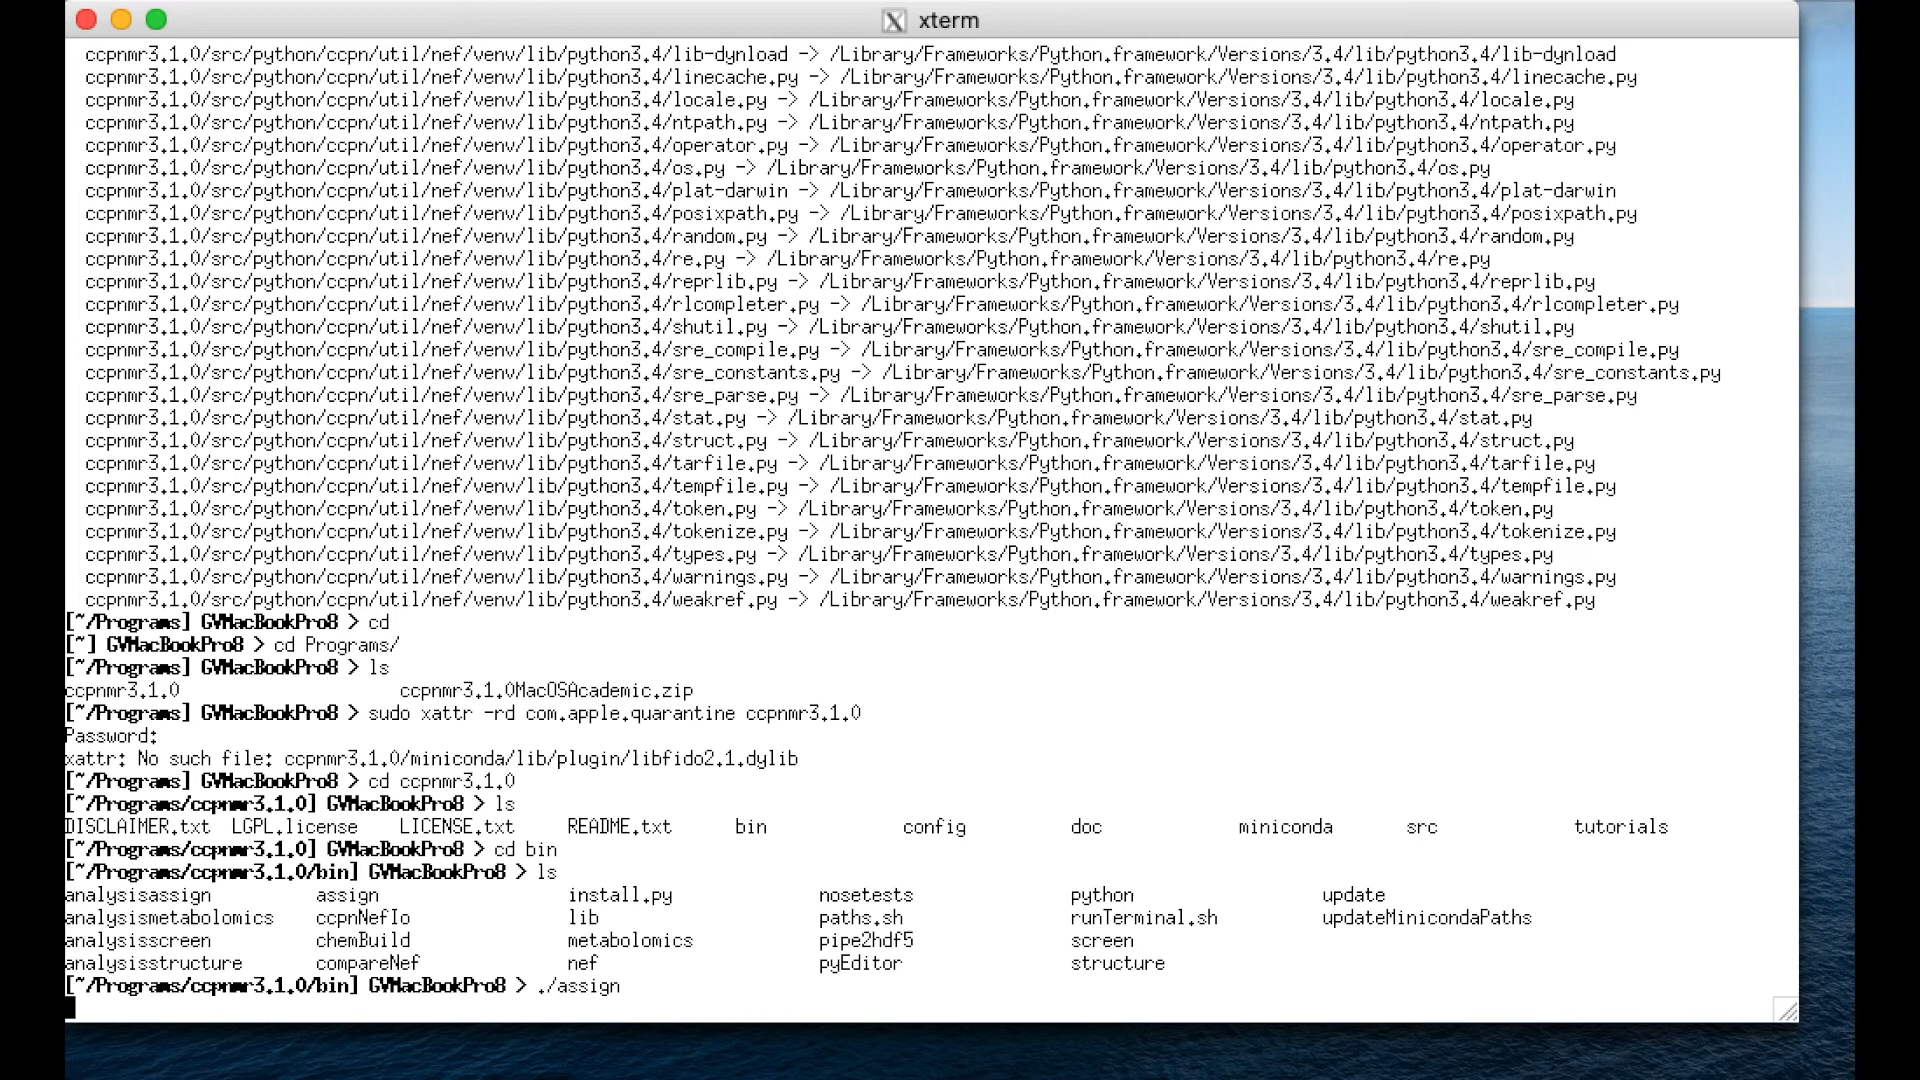 xterm
ccpnmr3.1.0/src/python/ccpn/util/nef/venv/lib/python3.4/lib-dynload -> /Library/Frameworks/Python.framework/Versions/3.4/lib/python3.4/lib-dynload
ccpnmr3.1.0/src/python/ccpn/util/nef/venv/lib/python3.4/linecache.py -> /Library/Frameworks/Python.framework/Versions/3.4/lib/python3.4/linecache.py
ccpnmr3.1.0/src/python/ccpn/util/nef/venv/lib/python3.4/locale.py -> /Library/Frameworks/Python.framework/Versions/3.4/lib/python3.4/locale.py
ccpnmr3.1.0/src/python/ccpn/util/nef/venv/lib/python3.4/ntpath.py -> /Library/Frameworks/Python.framework/Versions/3.4/lib/python3.4/ntpath.py
ccpnmr3.1.0/src/python/ccpn/util/nef/venv/lib/python3.4/operator.py -> /Library/Frameworks/Python.framework/Versions/3.4/lib/python3.4/operator.py
ccpnmr3.1.0/src/python/ccpn/util/nef/venv/lib/python3.4/os.py -> /Library/Frameworks/Python.framework/Versions/3.4/lib/python3.4/os.py
ccpnmr3.1.0/src/python/ccpn/util/nef/venv/lib/python3.4/plat-darwin -> /Library/Frameworks/Python.framework/Versions/3.4/lib/python3.4/plat-darwin
ccpnmr3.1.0/src/python/ccpn/util/nef/venv/lib/python3.4/posixpath.py -> /Library/Frameworks/Python.framework/Versions/3.4/lib/python3.4/posixpath.py
ccpnmr3.1.0/src/python/ccpn/util/nef/venv/lib/python3.4/random.py -> /Library/Frameworks/Python.framework/Versions/3.4/lib/python3.4/random.py
ccpnmr3.1.0/src/python/ccpn/util/nef/venv/lib/python3.4/re.py -> /Library/Frameworks/Python.framework/Versions/3.4/lib/python3.4/re.py
ccpnmr3.1.0/src/python/ccpn/util/nef/venv/lib/python3.4/reprlib.py -> /Library/Frameworks/Python.framework/Versions/3.4/lib/python3.4/reprlib.py
ccpnmr3.1.0/src/python/ccpn/util/nef/venv/lib/python3.4/rlcompleter.py -> /Library/Frameworks/Python.framework/Versions/3.4/lib/python3.4/rlcompleter.py
ccpnmr3.1.0/src/python/ccpn/util/nef/venv/lib/python3.4/shutil.py -> /Library/Frameworks/Python.framework/Versions/3.4/lib/python3.4/shutil.py
ccpnmr3.1.0/src/python/ccpn/util/nef/venv/lib/python3.4/sre_compile.py -> /Library/Frameworks/Python.framework/Versions/3.4/lib/python3.4/sre_compile.py
ccpnmr3.1.0/src/python/ccpn/util/nef/venv/lib/python3.4/sre_constants.py -> /Library/Frameworks/Python.framework/Versions/3.4/lib/python3.4/sre_constants.py
ccpnmr3.1.0/src/python/ccpn/util/nef/venv/lib/python3.4/sre_parse.py -> /Library/Frameworks/Python.framework/Versions/3.4/lib/python3.4/sre_parse.py
ccpnmr3.1.0/src/python/ccpn/util/nef/venv/lib/python3.4/stat.py -> /Library/Frameworks/Python.framework/Versions/3.4/lib/python3.4/stat.py
ccpnmr3.1.0/src/python/ccpn/util/nef/venv/lib/python3.4/struct.py -> /Library/Frameworks/Python.framework/Versions/3.4/lib/python3.4/struct.py
ccpnmr3.1.0/src/python/ccpn/util/nef/venv/lib/python3.4/tarfile.py -> /Library/Frameworks/Python.framework/Versions/3.4/lib/python3.4/tarfile.py
ccpnmr3.1.0/src/python/ccpn/util/nef/venv/lib/python3.4/tempfile.py -> /Library/Frameworks/Python.framework/Versions/3.4/lib/python3.4/tempfile.py
ccpnmr3.1.0/src/python/ccpn/util/nef/venv/lib/python3.4/token.py -> /Library/Frameworks/Python.framework/Versions/3.4/lib/python3.4/token.py
ccpnmr3.1.0/src/python/ccpn/util/nef/venv/lib/python3.4/tokenize.py -> /Library/Frameworks/Python.framework/Versions/3.4/lib/python3.4/tokenize.py
ccpnmr3.1.0/src/python/ccpn/util/nef/venv/lib/python3.4/types.py -> /Library/Frameworks/Python.framework/Versions/3.4/lib/python3.4/types.py
ccpnmr3.1.0/src/python/ccpn/util/nef/venv/lib/python3.4/warnings.py -> /Library/Frameworks/Python.framework/Versions/3.4/lib/python3.4/warnings.py
ccpnmr3.1.0/src/python/ccpn/util/nef/venv/lib/python3.4/weakref.py -> /Library/Frameworks/Python.framework/Versions/3.4/lib/python3.4/weakref.py
[~/Programs] GVMacBookPro8 > cd
[~] GVMacBookPro8 > cd Programs/
[~/Programs] GVMacBookPro8 > ls
ccpnmr3.1.0 ccpnmr3.1.0MacOSAcademic.zip
[~/Programs] GVMacBookPro8 > sudo xattr -rd com.apple.quarantine ccpnmr3.1.0
Password:
xattr: No such file: ccpnmr3.1.0/miniconda/lib/plugin/libfido2.1.dylib
[~/Programs] GVMacBookPro8 > cd ccpnmr3.1.0
[~/Programs/ccpnmr3.1.0] GVMacBookPro8 > ls
DISCLAIMER.txt LGPL.license LICENSE.txt README.txt bin config doc miniconda src tutorials
[~/Programs/ccpnmr3.1.0] GVMacBookPro8 > cd bin
[~/Programs/ccpnmr3.1.0/bin] GVMacBookPro8 > ls
analysisassign assign install.py nosetests python update
analysismetabolomics ccpnNefIo lib paths.sh runTerminal.sh updateMinicondaPaths
analysisscreen chemBuild metabolomics pipe2hdf5 screen
analysisstructure compareNef nef pyEditor structure
[~/Programs/ccpnmr3.1.0/bin] GVMacBookPro8 > ./assign